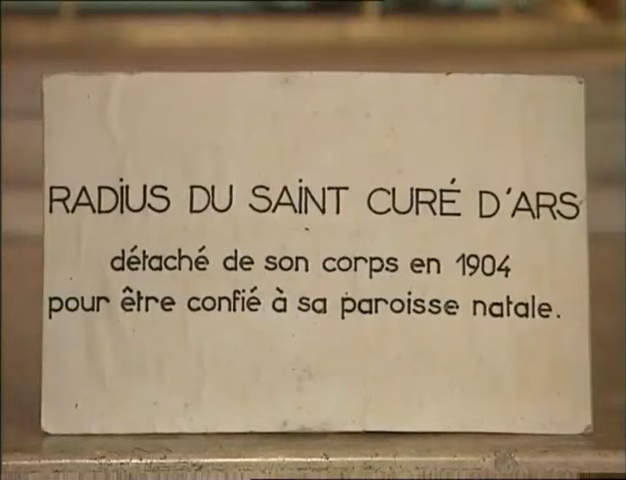 RADiUS DU SAiNT CURÉ D'ARS
détaché de son corps en 1904
pour être confié à sa paroisse natale.